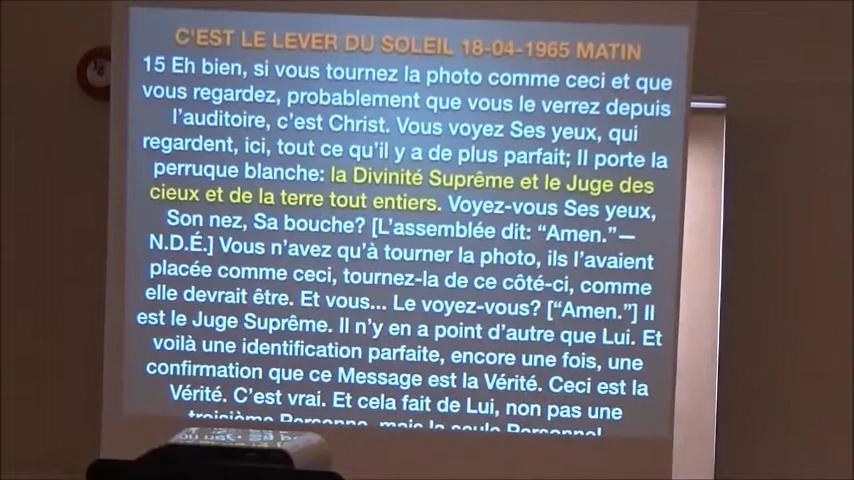 C'EST LE LEVER DU SOLEIL 18-04-1965 MATIN
15 Eh bien, si vous tournez la photo comme ceci et que
vous regardez, probablement que vous le verrez depuis
l'auditoire, c'est Christ. Vous voyez Ses yeux, qui
regardent, ici, tout ce qu'il y a de plus parfait; Il porte la
perruque blanche: la Divinité Suprême et le Juge des
cieux et de la terre tout entiers. Voyez-vous Ses yeux,
Son nez, Sa bouche? [L'assemblée dit: "Amen."—
N.D.É.] Vous n'avez qu'à tourner la photo, ils l'avaient
placée comme ceci, tournez-la de ce côté-ci, comme
elle devrait être. Et vous... Le voyez-vous? ["Amen."] Il
est le Juge Suprême. Il n'y en a point d'autre que Lui. Et
voilà une identification parfaite, encore une fois, une
confirmation que ce Message est la Vérité. Ceci est la
Vérité. C'est vrai. Et cela fait de Lui, non pas une
troisième Personne, mais la seule Personne!